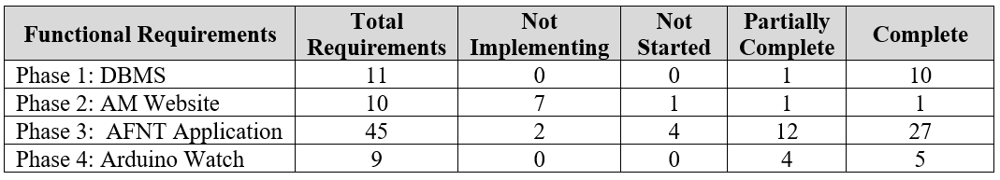 Functional Requirements Total Requirements Not Implementing Not Started Partially Complete Complete
Phase 1: DBMS 11 0 0 1 10
Phase 2: AM Website 10 7 1 1 1
Phase 3: AFNT Application 45 2 4 12 27
Phase 4: Arduino Watch 9 0 0 4 5